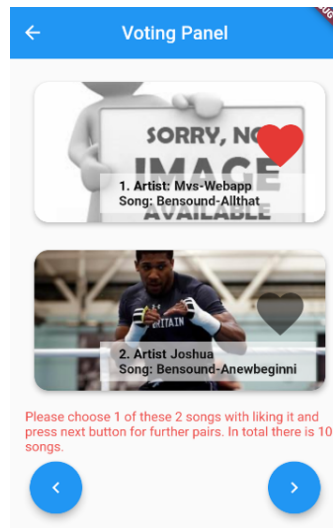 Voting Panel
SORRY, NO
IMAGE
AVAILABLE
1. Artist: Mvs-Webapp
Song: Bensound-Allthat
BRITAIN
2. Artist Joshua
Song: Bensound-Anewbeginni
Please choose 1 of these 2 songs with liking it and
press next button for further pairs. In total there is 10
songs.